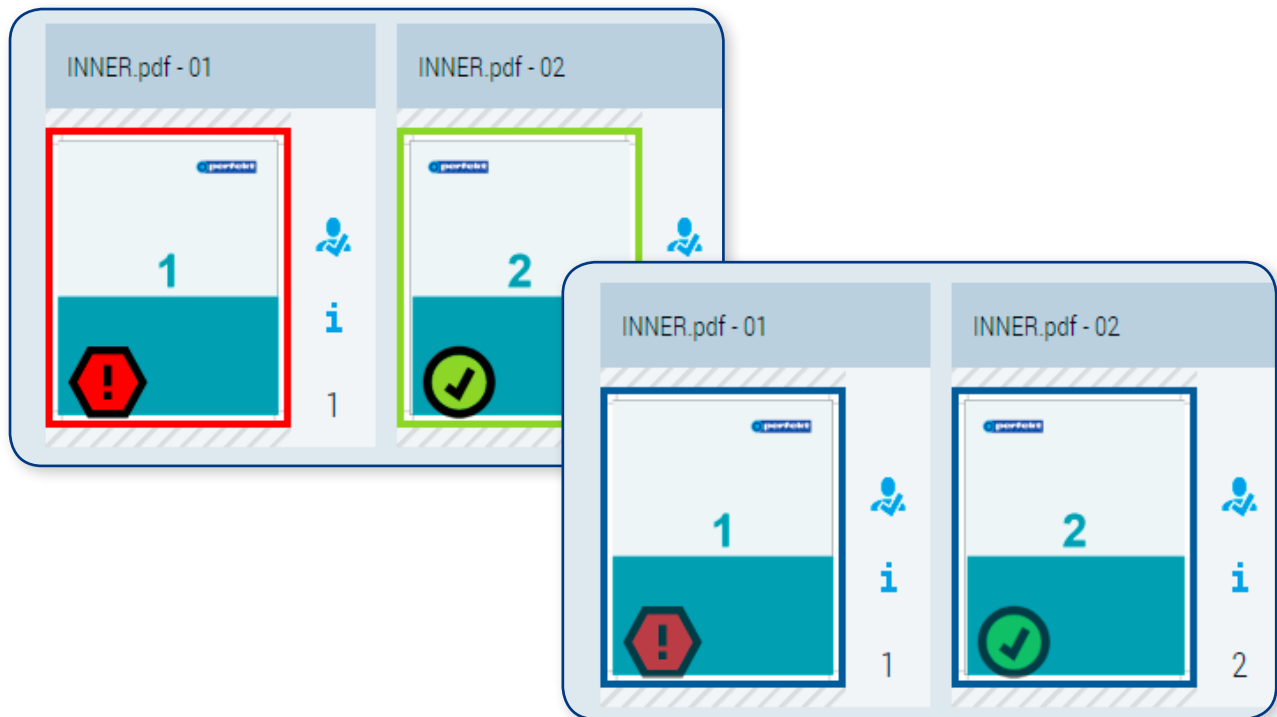 INNER.pdf - 01
INNER.pdf - 02
perfekt
perfekt
1
2
!
i
1
INNER.pdf - 01
INNER.pdf - 02
perfekt
perfekt
1
2
i
i
!
1
2